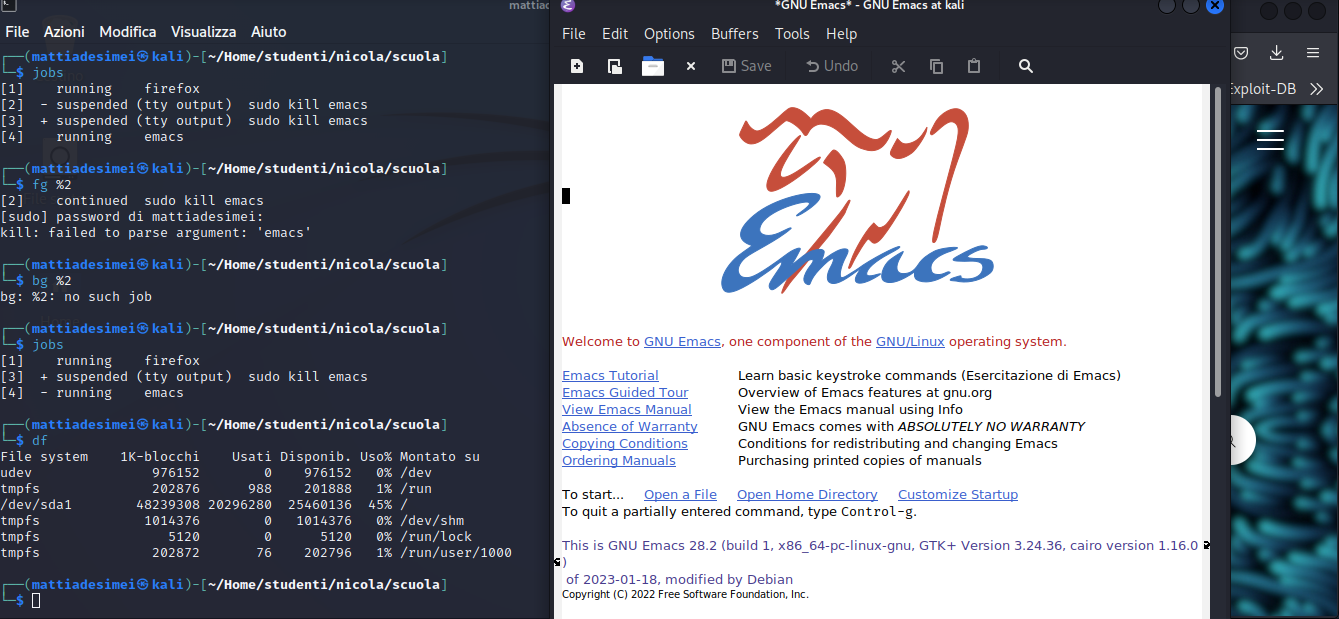 mattiad
File Azioni Modifica Visualizza Aiuto
┌──(mattiadesimei㉿kali)-[~/Home/studenti/nicola/scuola]
└─$ jobs
[1]    running    firefox
[2]  - suspended (tty output)  sudo kill emacs
[3]  + suspended (tty output)  sudo kill emacs
[4]    running    emacs
┌──(mattiadesimei㉿kali)-[~/Home/studenti/nicola/scuola]
└─$ fg %2
[2]    continued  sudo kill emacs
[sudo] password di mattiadesimei:
kill: failed to parse argument: 'emacs'
┌──(mattiadesimei㉿kali)-[~/Home/studenti/nicola/scuola]
└─$ bg %2
bg: %2: no such job
┌──(mattiadesimei㉿kali)-[~/Home/studenti/nicola/scuola]
└─$ jobs
[1]    running    firefox
[3]  + suspended (tty output)  sudo kill emacs
[4]  - running    emacs
┌──(mattiadesimei㉿kali)-[~/Home/studenti/nicola/scuola]
└─$ df
File system    1K-blocchi    Usati Disponib. Uso% Montato su
udev               976152        0    976152   0% /dev
tmpfs              202876      988    201888   1% /run
/dev/sda1        48239308 20296280  25460136  45% /
tmpfs             1014376        0   1014376   0% /dev/shm
tmpfs                5120        0      5120   0% /run/lock
tmpfs              202872       76    202796   1% /run/user/1000
┌──(mattiadesimei㉿kali)-[~/Home/studenti/nicola/scuola]
└─$
*GNU Emacs* - GNU Emacs at kali
File Edit Options Buffers Tools Help
Save Undo
Emacs
Welcome to GNU Emacs, one component of the GNU/Linux operating system.
Emacs Tutorial Learn basic keystroke commands (Esercitazione di Emacs)
Emacs Guided Tour Overview of Emacs features at gnu.org
View Emacs Manual View the Emacs manual using Info
Absence of Warranty GNU Emacs comes with ABSOLUTELY NO WARRANTY
Copying Conditions Conditions for redistributing and changing Emacs
Ordering Manuals Purchasing printed copies of manuals
To start... Open a File Open Home Directory Customize Startup
To quit a partially entered command, type Control-g.
This is GNU Emacs 28.2 (build 1, x86_64-pc-linux-gnu, GTK+ Version 3.24.36, cairo version 1.16.0
)
of 2023-01-18, modified by Debian
Copyright (C) 2022 Free Software Foundation, Inc.
Exploit-DB